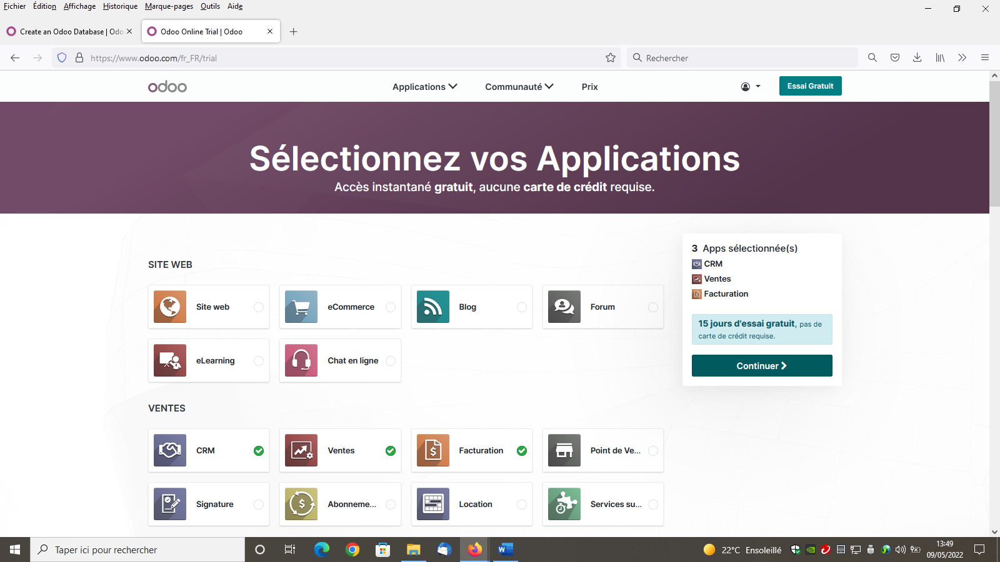 Fichier Édition Affichage Historique Marque-pages Outils Aide
Create an Odoo Database | Odo
Odoo Online Trial | Odoo
https://www.odoo.com/fr_FR/trial
Rechercher
odoo
Applications
Communauté
Prix
Essai Gratuit
Sélectionnez vos Applications
Accès instantané gratuit, aucune carte de crédit requise.
3 Apps sélectionnée(s)
CRM
Ventes
Facturation
15 jours d'essai gratuit, pas de
carte de crédit requise.
Continuer
SITE WEB
Site web
eCommerce
Blog
Forum
eLearning
Chat en ligne
VENTES
CRM
Ventes
Facturation
Point de Ve...
Signature
Abonneme...
Location
Services su...
Taper ici pour rechercher
22°C Ensoleillé
13:49
09/05/2022